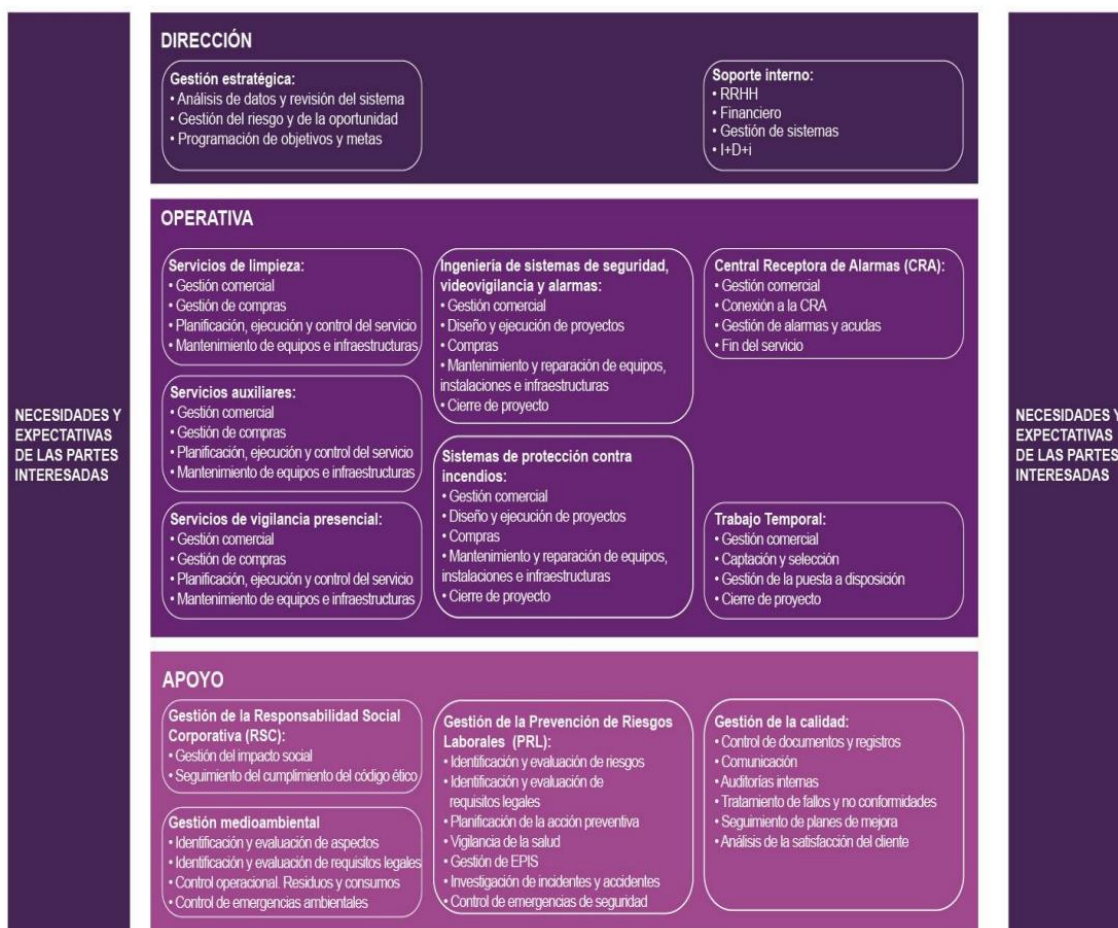 NECESIDADES Y
EXPECTATIVAS
DE LAS PARTES
INTERESADAS
DIRECCIÓN
Gestión estratégica:
• Análisis de datos y revisión del sistema
• Gestión del riesgo y de la oportunidad
• Programación de objetivos y metas
Soporte interno:
• RRHH
• Financiero
• Gestión de sistemas
• I+D+i
OPERATIVA
Servicios de limpieza:
• Gestión comercial
• Gestión de compras
• Planificación, ejecución y control del servicio
• Mantenimiento de equipos e infraestructuras
Servicios auxiliares:
• Gestión comercial
• Gestión de compras
• Planificación, ejecución y control del servicio
• Mantenimiento de equipos e infraestructuras
Servicios de vigilancia presencial:
• Gestión comercial
• Gestión de compras
• Planificación, ejecución y control del servicio
• Mantenimiento de equipos e infraestructuras
Ingeniería de sistemas de seguridad,
videovigilancia y alarmas:
• Gestión comercial
• Diseño y ejecución de proyectos
• Compras
• Mantenimiento y reparación de equipos,
instalaciones e infraestructuras
• Cierre de proyecto
Sistemas de protección contra
incendios:
• Gestión comercial
• Diseño y ejecución de proyectos
• Compras
• Mantenimiento y reparación de equipos,
instalaciones e infraestructuras
• Cierre de proyecto
Central Receptora de Alarmas (CRA):
• Gestión comercial
• Conexión a la CRA
• Gestión de alarmas y acudas
• Fin del servicio
Trabajo Temporal:
• Gestión comercial
• Captación y selección
• Gestión de la puesta a disposición
• Cierre de proyecto
APOYO
Gestión de la Responsabilidad Social
Corporativa (RSC):
• Gestión del impacto social
• Seguimiento del cumplimiento del código ético
Gestión medioambiental
• Identificación y evaluación de aspectos
• Identificación y evaluación de requisitos legales
• Control operacional. Residuos y consumos
• Control de emergencias ambientales
Gestión de la Prevención de Riesgos
Laborales (PRL):
• Identificación y evaluación de riesgos
• Identificación y evaluación de
requisitos legales
• Planificación de la acción preventiva
• Vigilancia de la salud
• Gestión de EPIS
• Investigación de incidentes y accidentes
• Control de emergencias de seguridad
Gestión de la calidad:
• Control de documentos y registros
• Comunicación
• Auditorías internas
• Tratamiento de fallos y no conformidades
• Seguimiento de planes de mejora
• Análisis de la satisfacción del cliente
NECESIDADES Y
EXPECTATIVAS
DE LAS PARTES
INTERESADAS